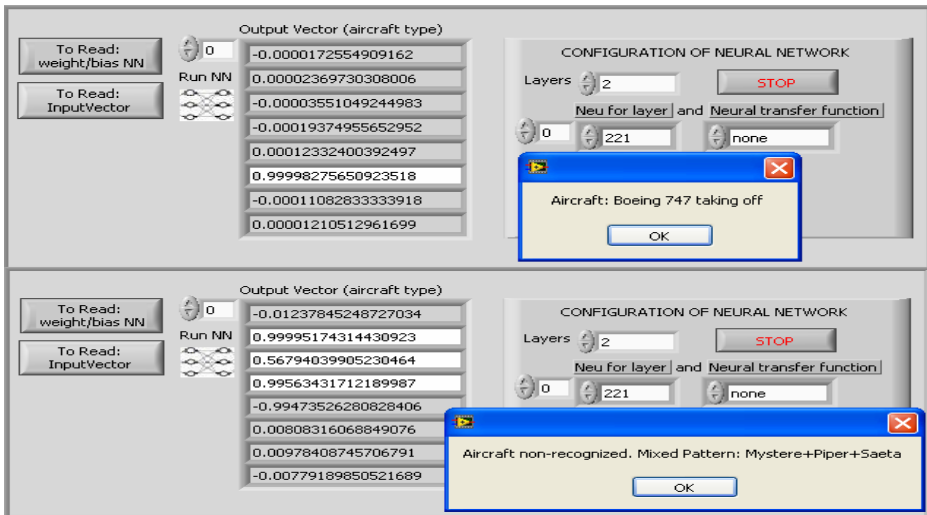 Output Vector (aircraft type)
To Read:
weight/bias NN
0
-0.0000172554909162
CONFIGURATION OF NEURAL NETWORK
Run NN
0.00002369730308006
Layers 2
STOP
To Read:
InputVector
-0.00003551049244983
Neu for layer and Neural transfer function
-0.00019374955652952
0 221 none
0.00012332400392497
0.99998275650923518
-0.00011082833333918
0.00001210512961699
Aircraft: Boeing 747 taking off
OK
Output Vector (aircraft type)
To Read:
weight/bias NN
0
-0.01237845248727034
CONFIGURATION OF NEURAL NETWORK
Run NN
0.99995174314430923
Layers 2
STOP
To Read:
InputVector
0.56794039905230464
Neu for layer and Neural transfer function
0.99563431712189987
0 221 none
-0.99473526280828406
0.00808316068849076
0.00978408745706791
-0.00779189850521689
Aircraft non-recognized. Mixed Pattern: Mystere+Piper+Saeta
OK